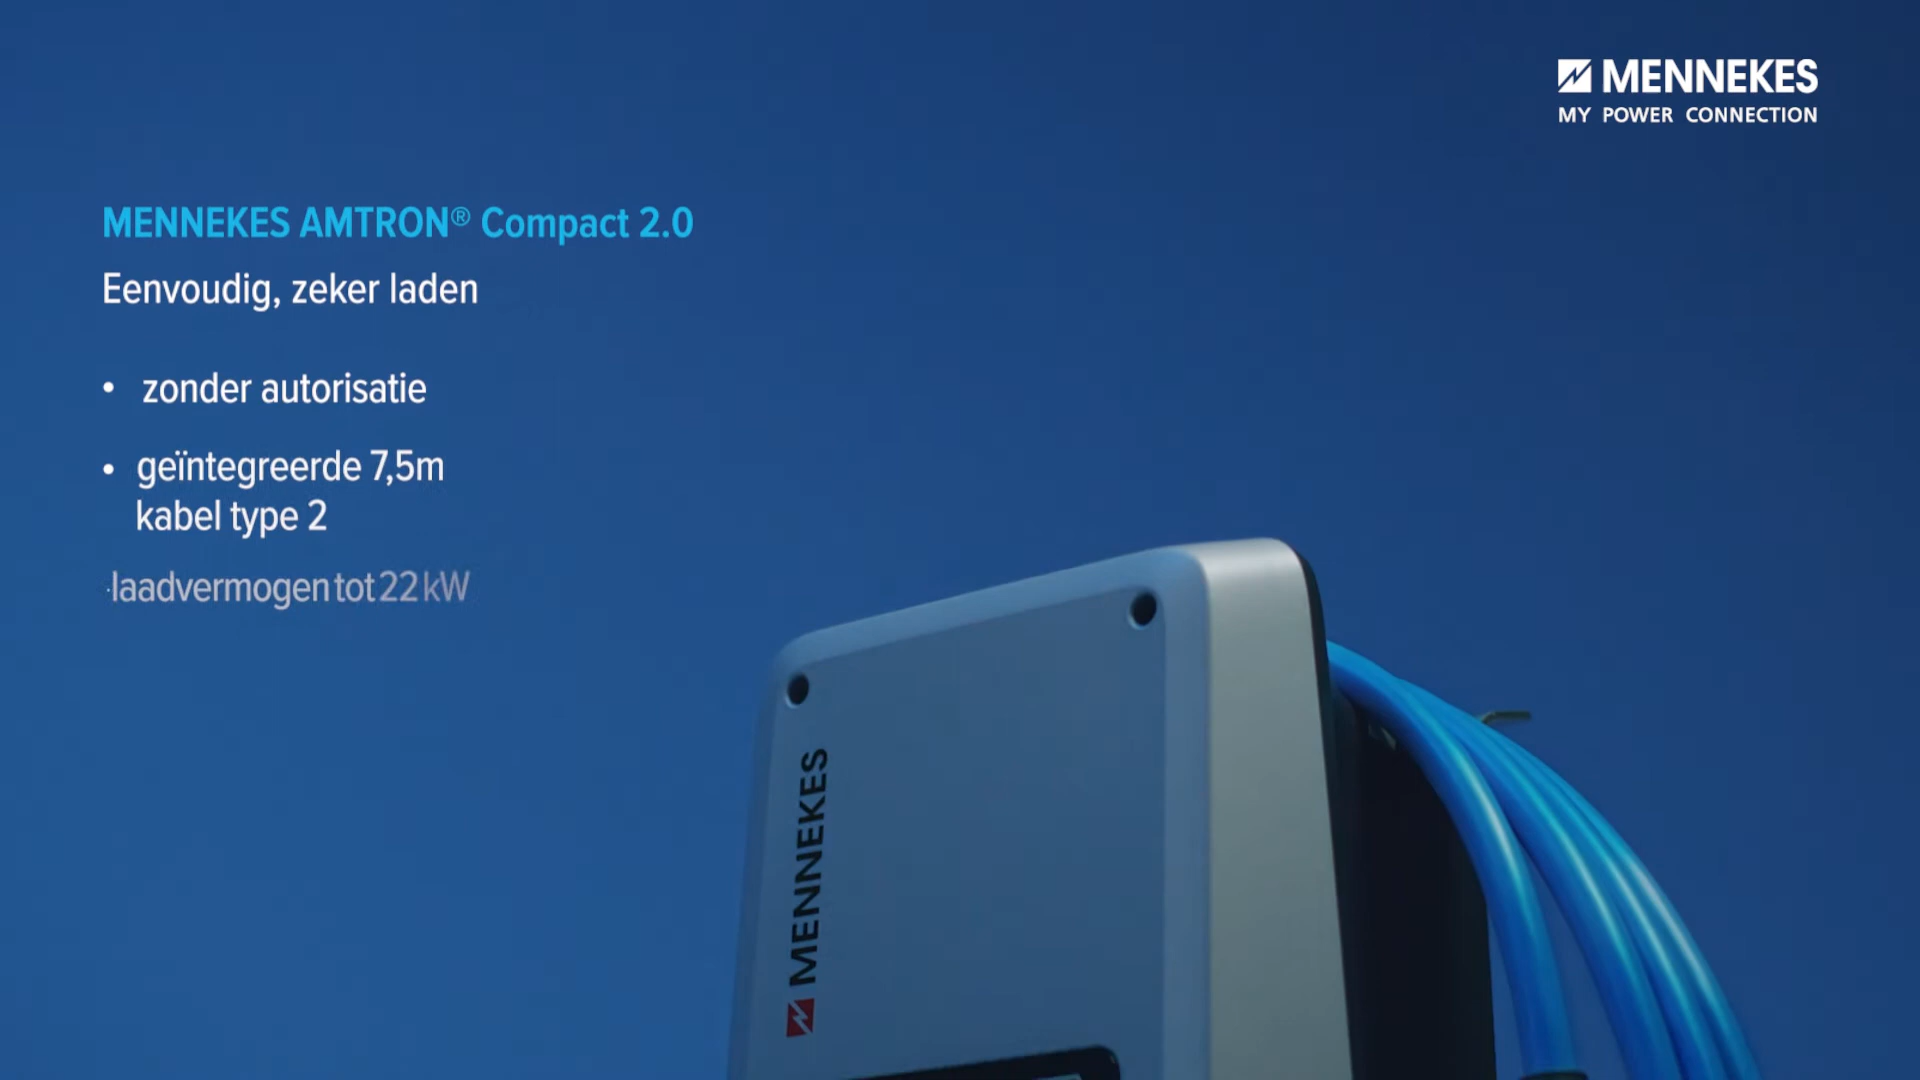 MENNEKES
MY POWER CONNECTION
MENNEKES AMTRON® Compact 2.0
Eenvoudig, zeker laden
• zonder autorisatie
• geïntegreerde 7,5m
kabel type 2
·laadvermogen tot 22 kW
MENNEKES